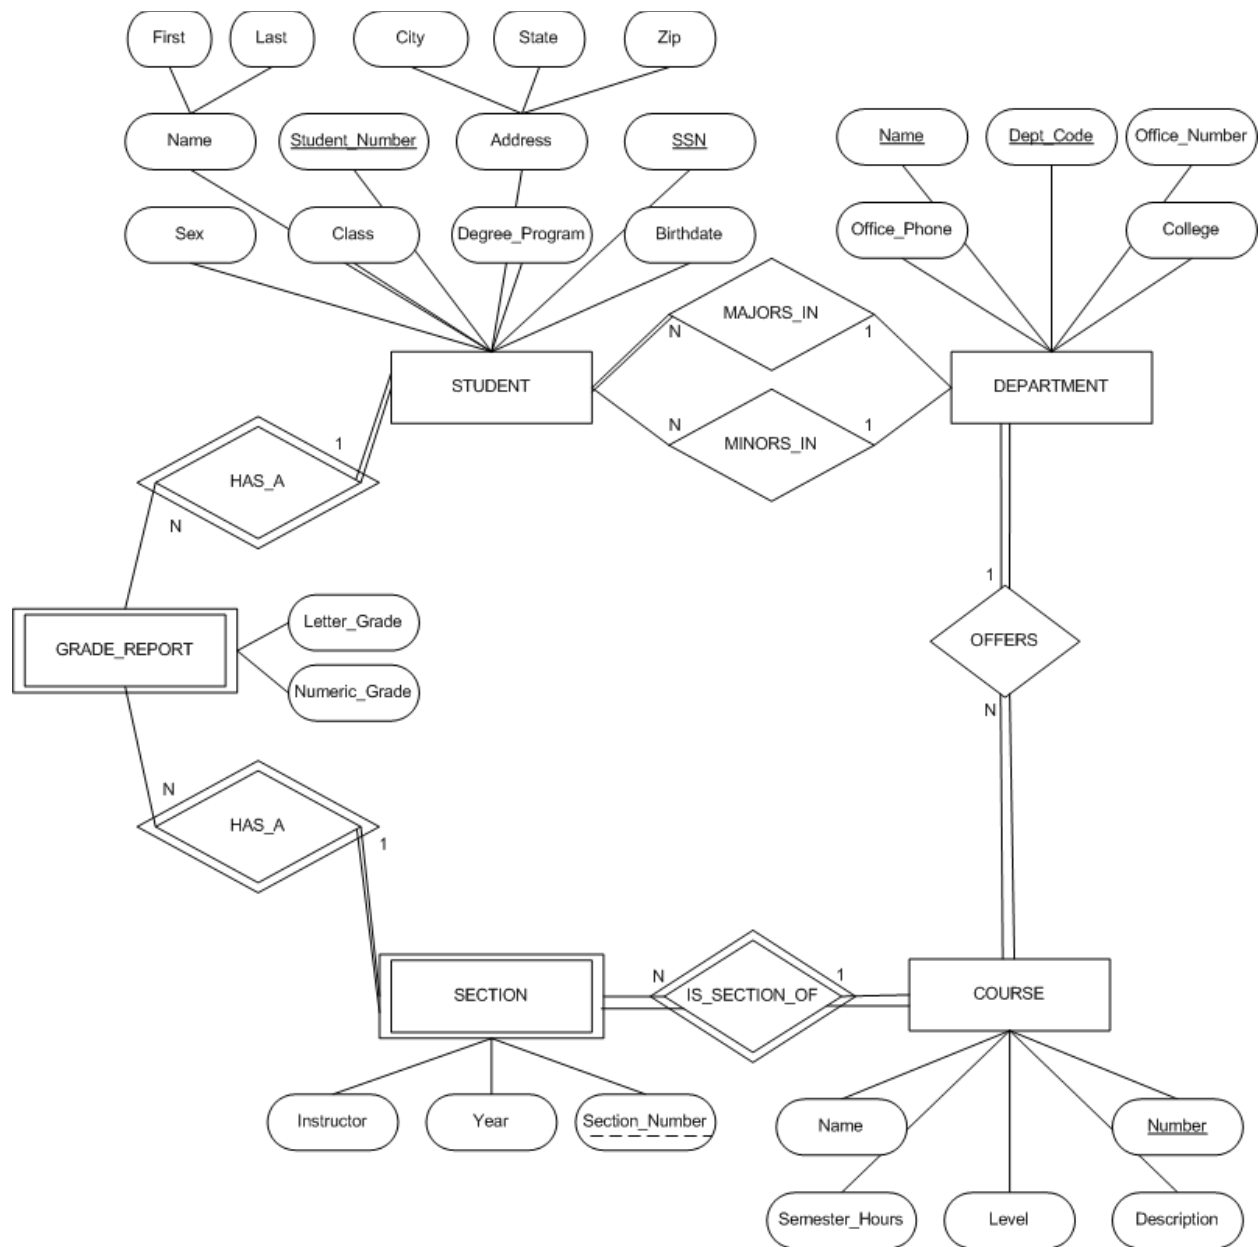 First
Last
City
State
Zip
Name
Student_Number
Address
SSN
Name
Dept_Code
Office_Number
Sex
Class
Degree_Program
Birthdate
Office_Phone
College
MAJORS_IN
N
1
STUDENT
DEPARTMENT
N
1
MINORS_IN
1
HAS_A
N
1
OFFERS
N
Letter_Grade
GRADE_REPORT
Numeric_Grade
N
HAS_A
1
SECTION
N
IS_SECTION_OF
1
COURSE
Instructor
Year
Section_Number
Name
Number
Semester_Hours
Level
Description